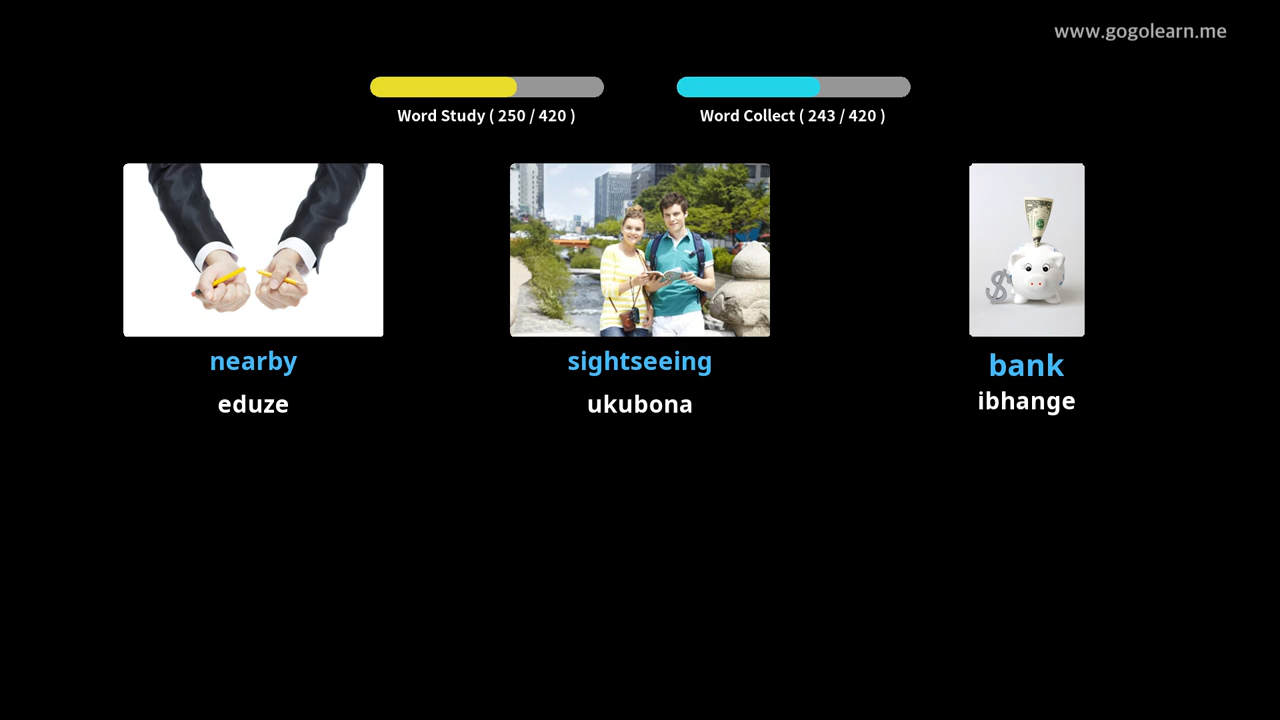 www.gogolearn.me
Word Study ( 250 / 420 )
Word Collect ( 243 / 420 )
nearby
eduze
sightseeing
ukubona
bank
ibhange